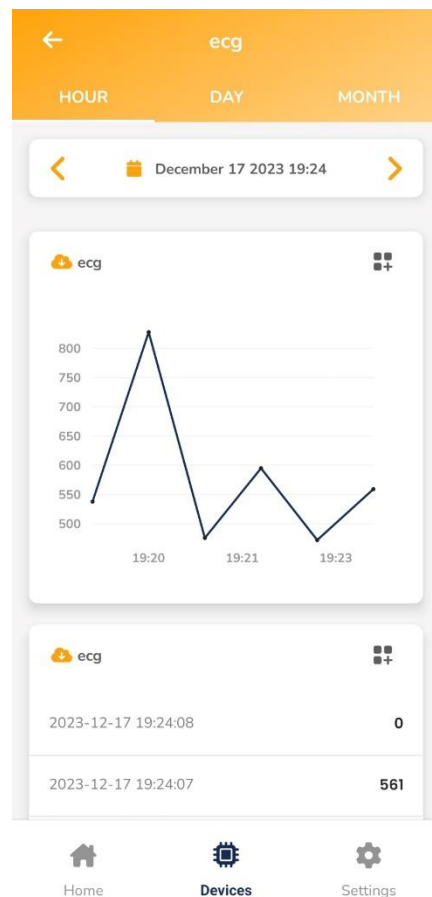 ecg
HOUR DAY MONTH
December 17 2023 19:24
ecg
800
750
700
650
600
550
500
19:20 19:21 19:23
ecg
2023-12-17 19:24:08 0
2023-12-17 19:24:07 561
Home Devices Settings